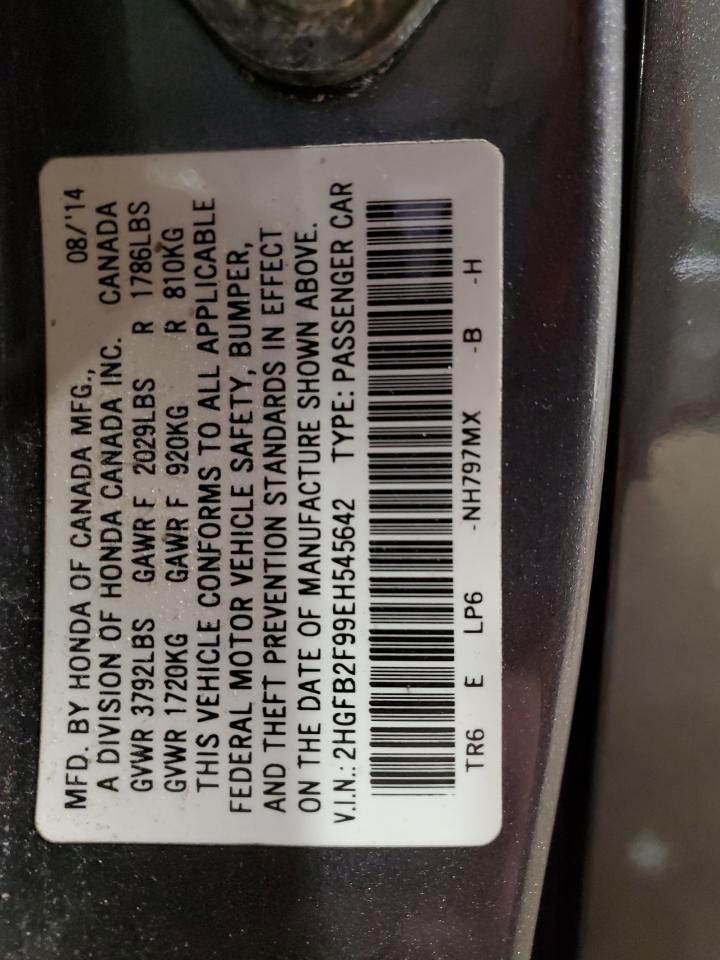 MFD. BY HONDA OF CANADA MFG., 08/'14
A DIVISION OF HONDA CANADA INC. CANADA
GVWR 3792LBS GAWR F 2029LBS R 1786LBS
GVWR 1720KG GAWR F 920KG R 810KG
THIS VEHICLE CONFORMS TO ALL APPLICABLE
FEDERAL MOTOR VEHICLE SAFETY, BUMPER,
AND THEFT PREVENTION STANDARDS IN EFFECT
ON THE DATE OF MANUFACTURE SHOWN ABOVE.
V.I.N.: 2HGFB2F99EH545642 TYPE: PASSENGER CAR
TR6 E LP6 -NH797MX -B -H